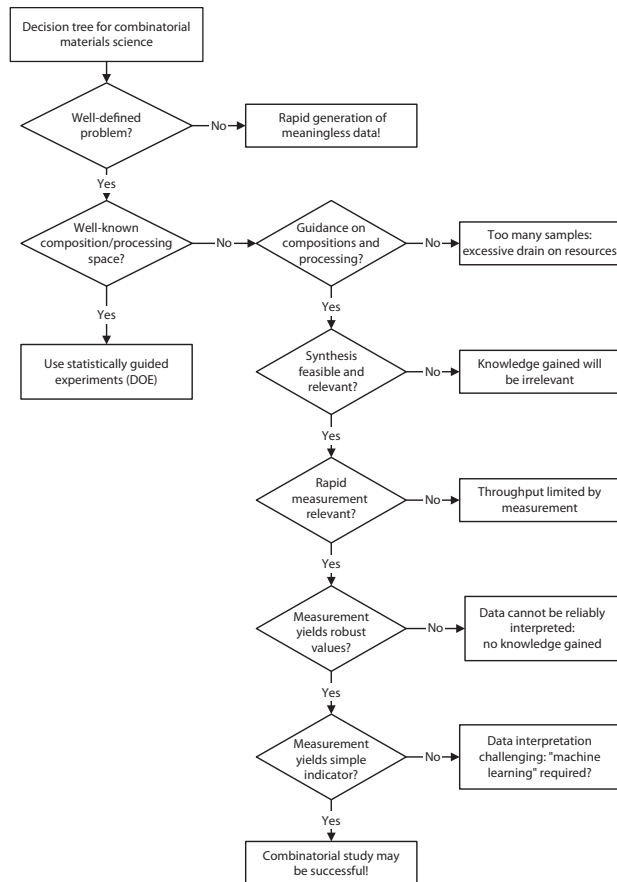 Decision tree for combinatorial
materials science
Well-defined
problem?
No
Rapid generation of
meaningless data!
Yes
Well-known
composition/processing
space?
No
Guidance on
compositions and
processing?
No
Too many samples:
excessive drain on resources
Yes
Use statistically guided
experiments (DOE)
Yes
Synthesis
feasible and
relevant?
No
Knowledge gained will
be irrelevant
Yes
Rapid
measurement
relevant?
No
Throughput limited by
measurement
Yes
Measurement
yields robust
values?
No
Data cannot be reliably
interpreted:
no knowledge gained
Yes
Measurement
yields simple
indicator?
No
Data interpretation
challenging: "machine
learning" required?
Yes
Combinatorial study may
be successful!